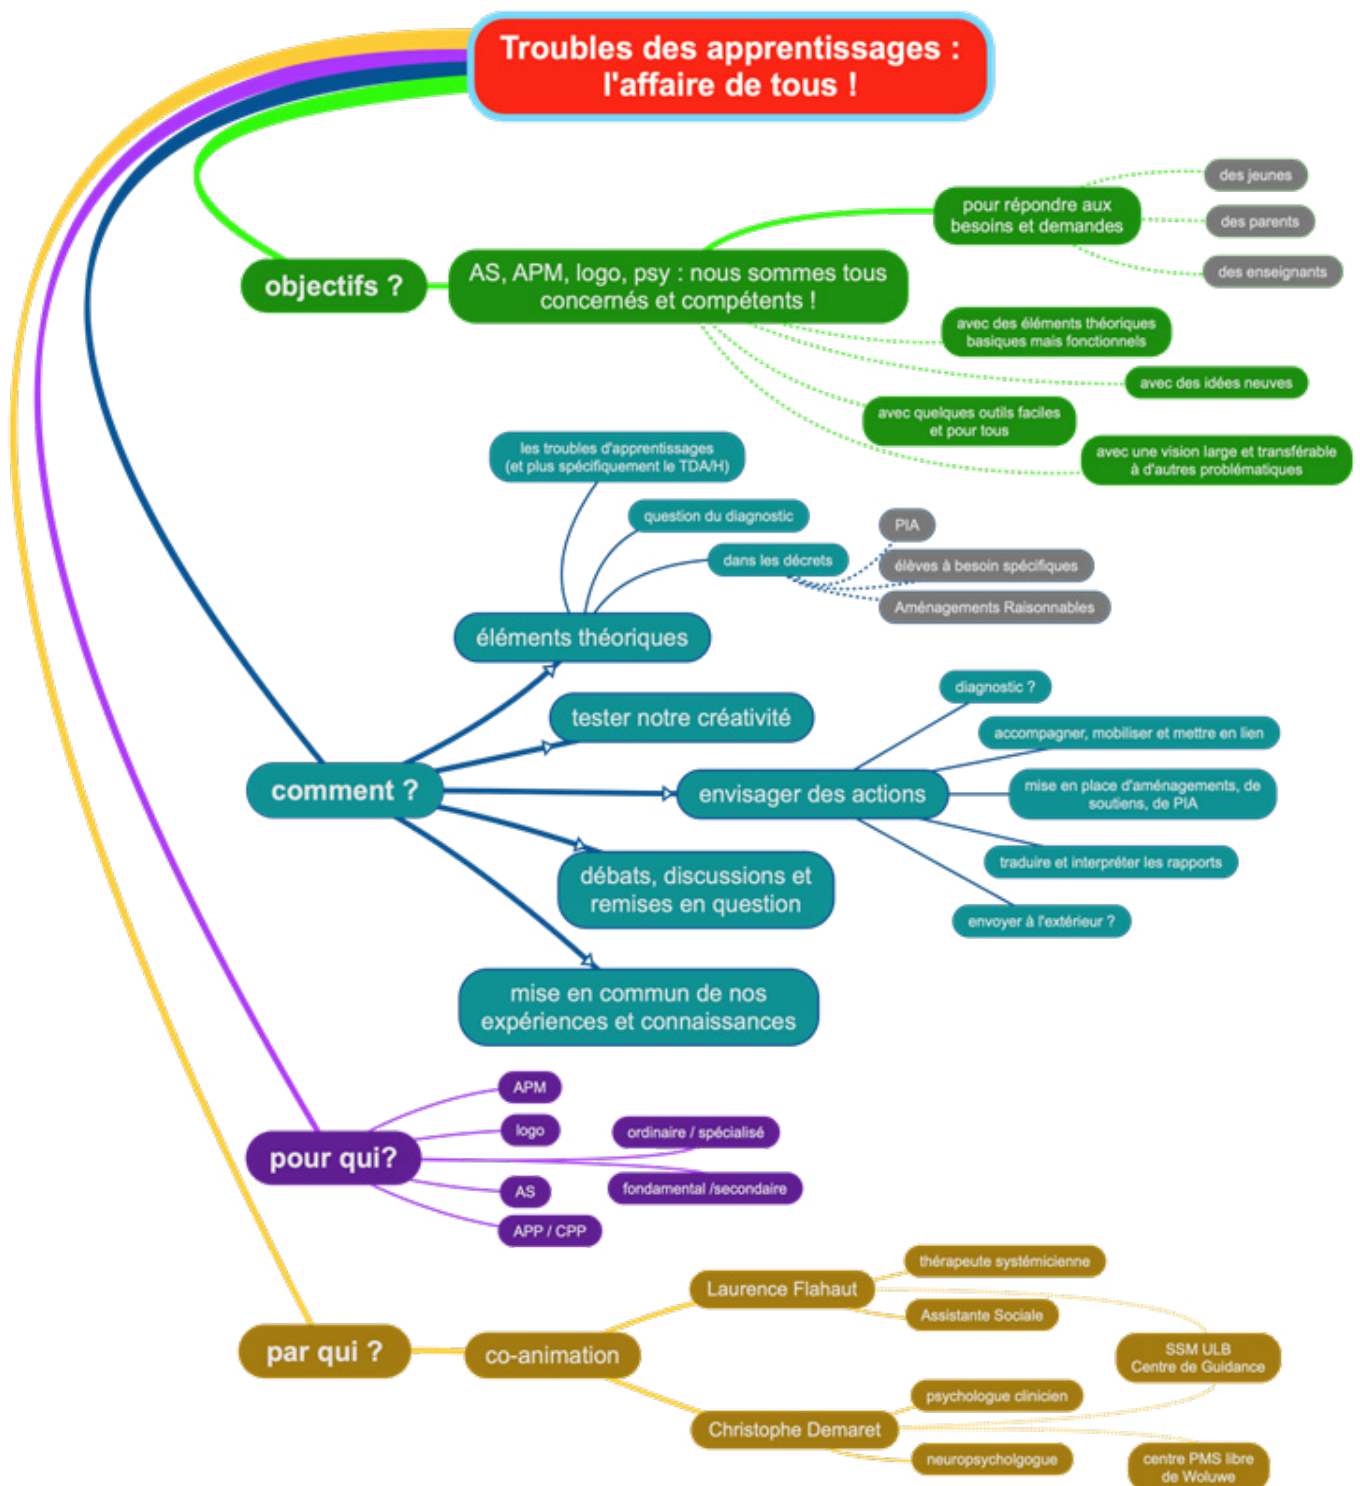 Troubles des apprentissages :
l'affaire de tous !
objectifs ?
AS, APM, logo, psy : nous sommes tous
concernés et compétents !
pour répondre aux
besoins et demandes
des jeunes
des parents
des enseignants
avec des éléments théoriques
basiques mais fonctionnels
avec des idées neuves
avec quelques outils faciles
et pour tous
avec une vision large et transférable
à d'autres problématiques
comment ?
éléments théoriques
les troubles d'apprentissages
(et plus spécifiquement le TDA/H)
question du diagnostic
dans les décrets
PIA
élèves à besoin spécifiques
Aménagements Raisonnables
tester notre créativité
envisager des actions
diagnostic ?
accompagner, mobiliser et mettre en lien
mise en place d'aménagements, de
soutiens, de PIA
traduire et interpréter les rapports
envoyer à l'extérieur ?
débats, discussions et
remises en question
mise en commun de nos
expériences et connaissances
pour qui?
APM
logo
ordinaire / spécialisé
fondamental /secondaire
AS
APP / CPP
par qui ?
co-animation
Laurence Flahaut
thérapeute systémicienne
Assistante Sociale
SSM ULB
Centre de Guidance
Christophe Demaret
psychologue clinicien
neuropsycholgogue
centre PMS libre
de Woluwe